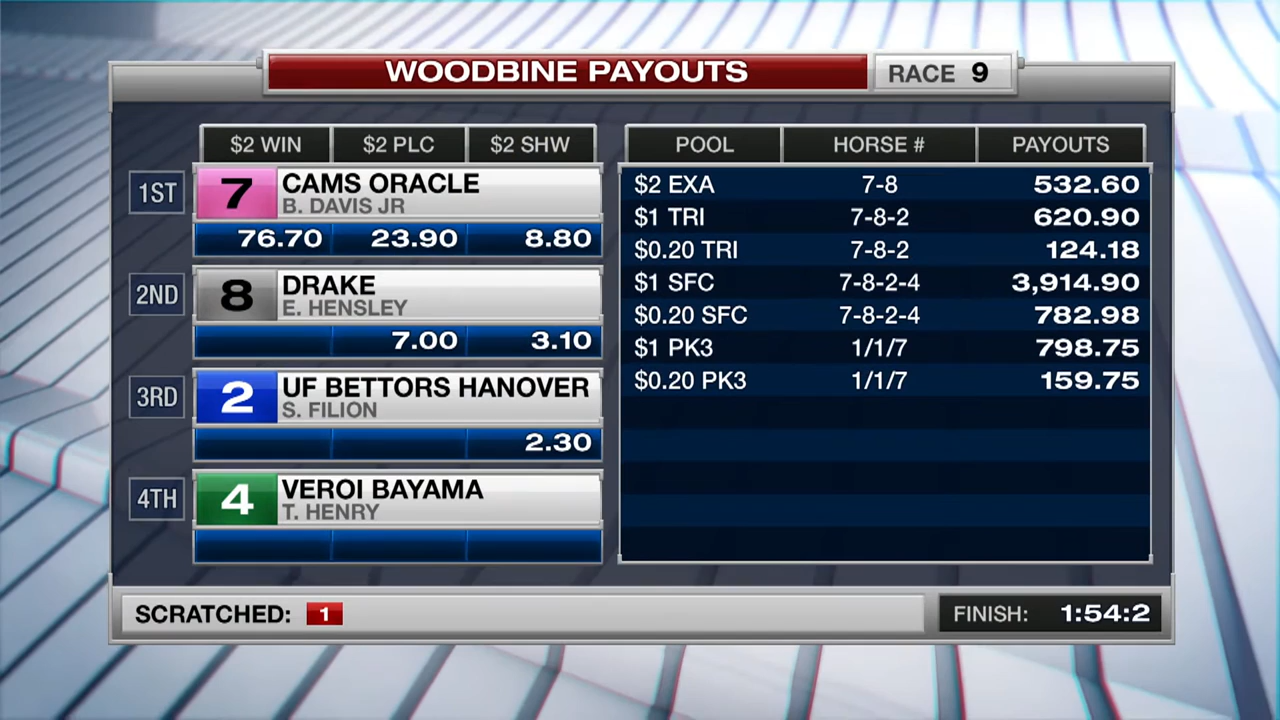 WOODBINE PAYOUTS RACE 9
$2 WIN $2 PLC $2 SHW
1ST 7 CAMS ORACLE
B. DAVIS JR
76.70 23.90 8.80
2ND 8 DRAKE
E. HENSLEY
7.00 3.10
3RD 2 UF BETTORS HANOVER
S. FILION
2.30
4TH 4 VEROI BAYAMA
T. HENRY
POOL HORSE # PAYOUTS
$2 EXA 7-8 532.60
$1 TRI 7-8-2 620.90
$0.20 TRI 7-8-2 124.18
$1 SFC 7-8-2-4 3,914.90
$0.20 SFC 7-8-2-4 782.98
$1 PK3 1/1/7 798.75
$0.20 PK3 1/1/7 159.75
SCRATCHED: 1
FINISH: 1:54:2